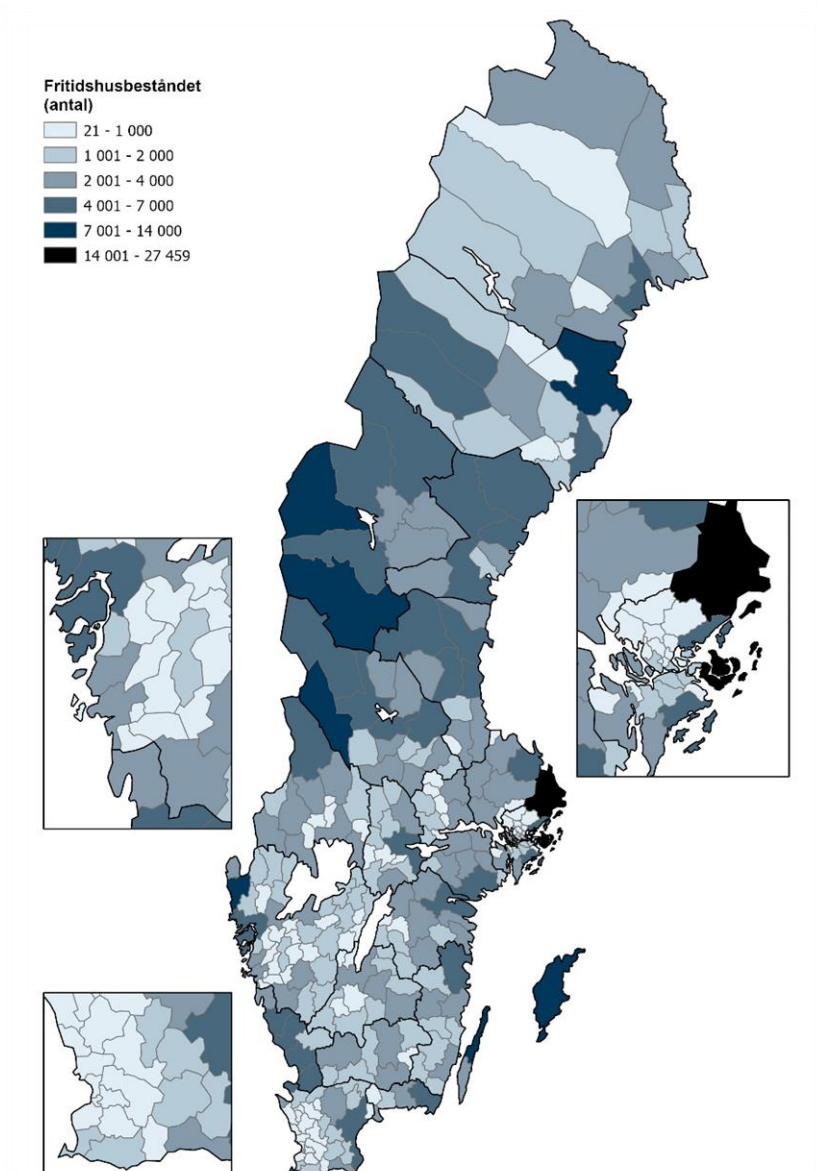 Fritidshusbeståndet
(antal)
21 - 1 000
1 001 - 2 000
2 001 - 4 000
4 001 - 7 000
7 001 - 14 000
14 001 - 27 459